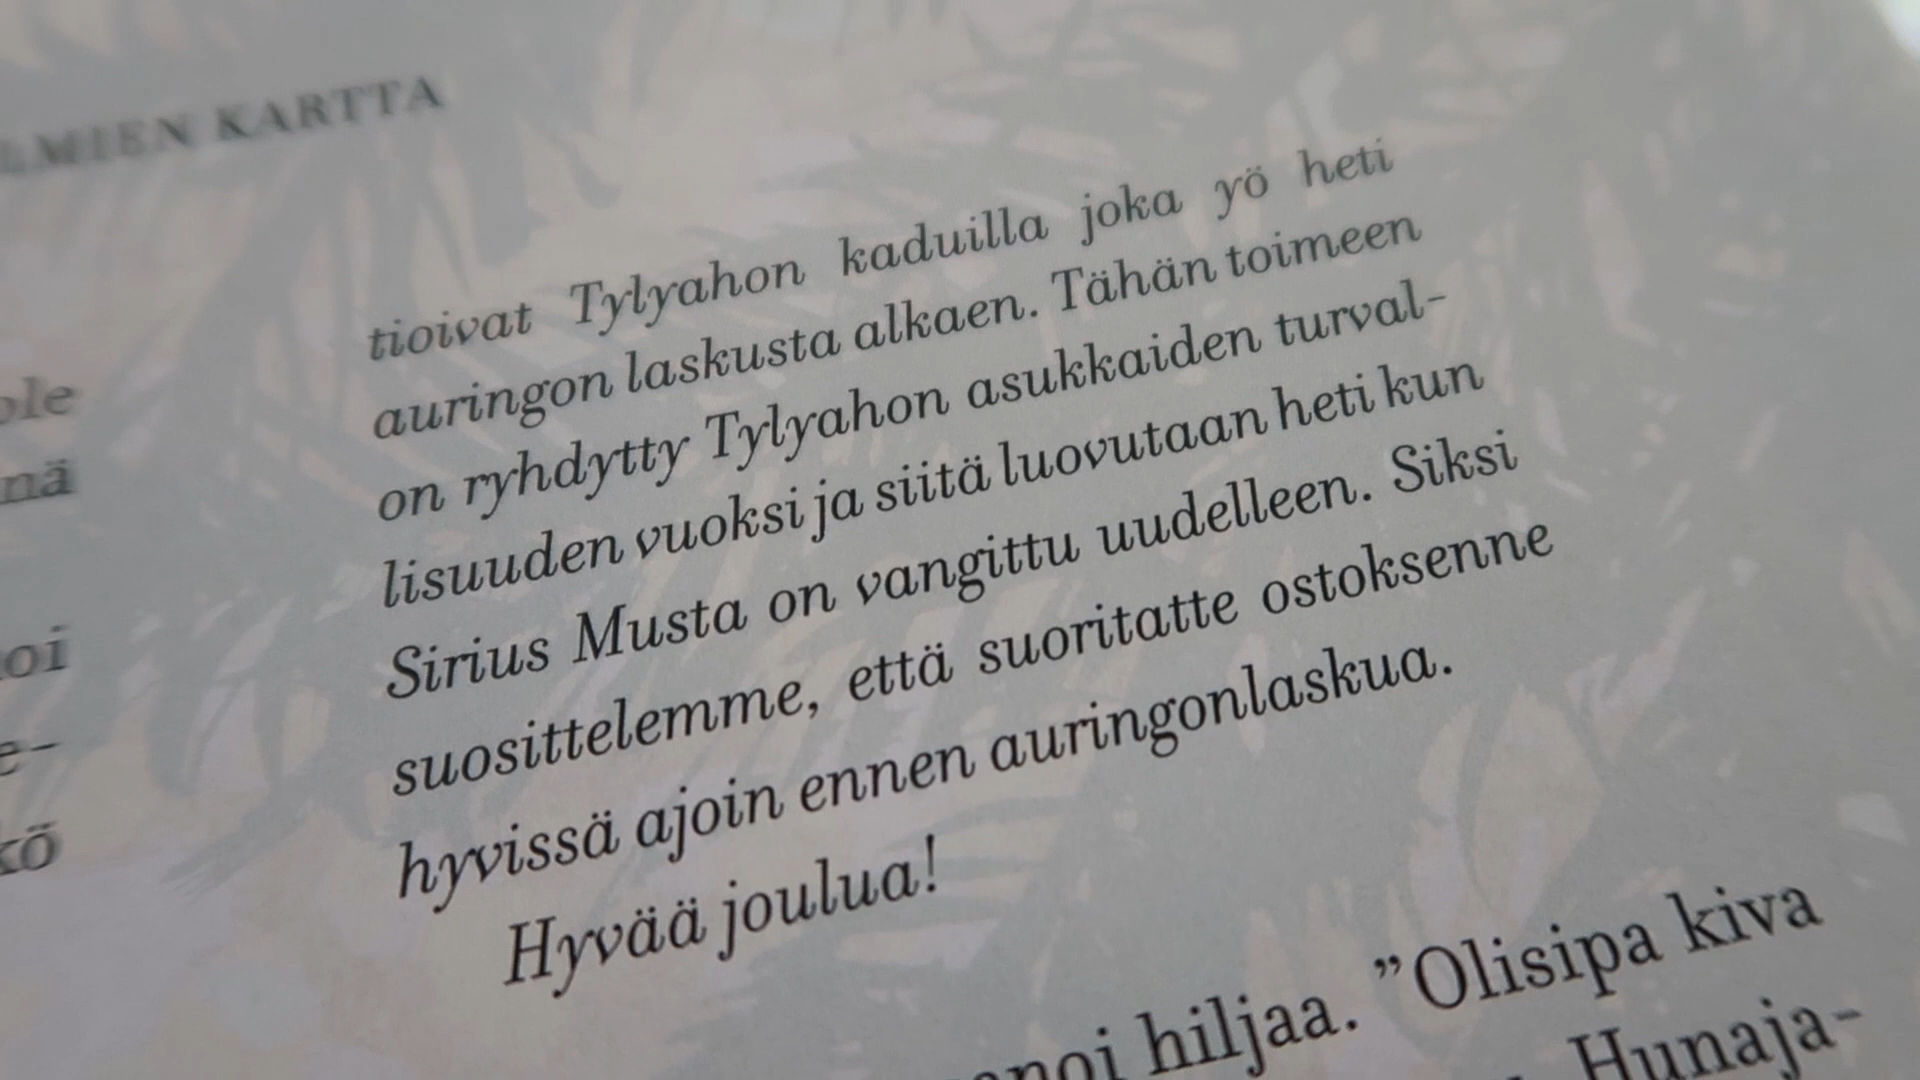 KARTTA
tioivat Tylyahon kaduilla joka yö heti
auringon laskusta alkaen. Tähän toimeen
on ryhdytty Tylyahon asukkaiden turval-
lisuuden vuoksi ja siitä luovutaan heti kun
Sirius Musta on vangittu uudelleen. Siksi
suosittelemme, että suoritatte ostoksenne
hyvissä ajoin ennen auringonlaskua.
Hyvää joulua!
hiljaa. ”Olisipa kiva
Hunaja-